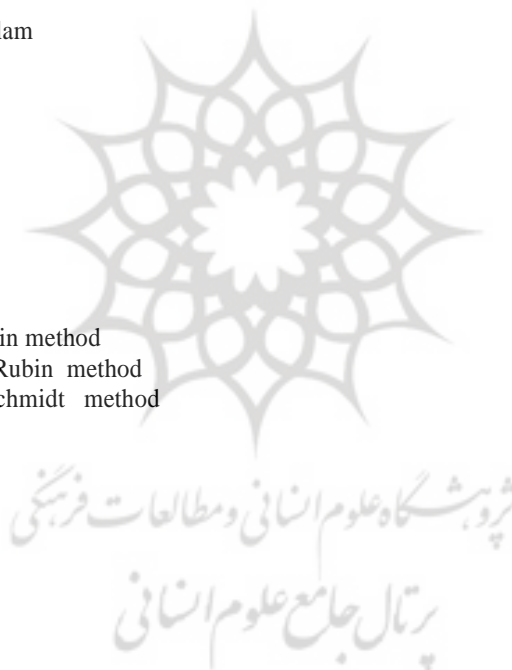 lam
in method
Rubin method
chmidt method
پژوهشگاه علوم انسانی و مطالعات فرهنگی
پرتال جامع علوم انسانی